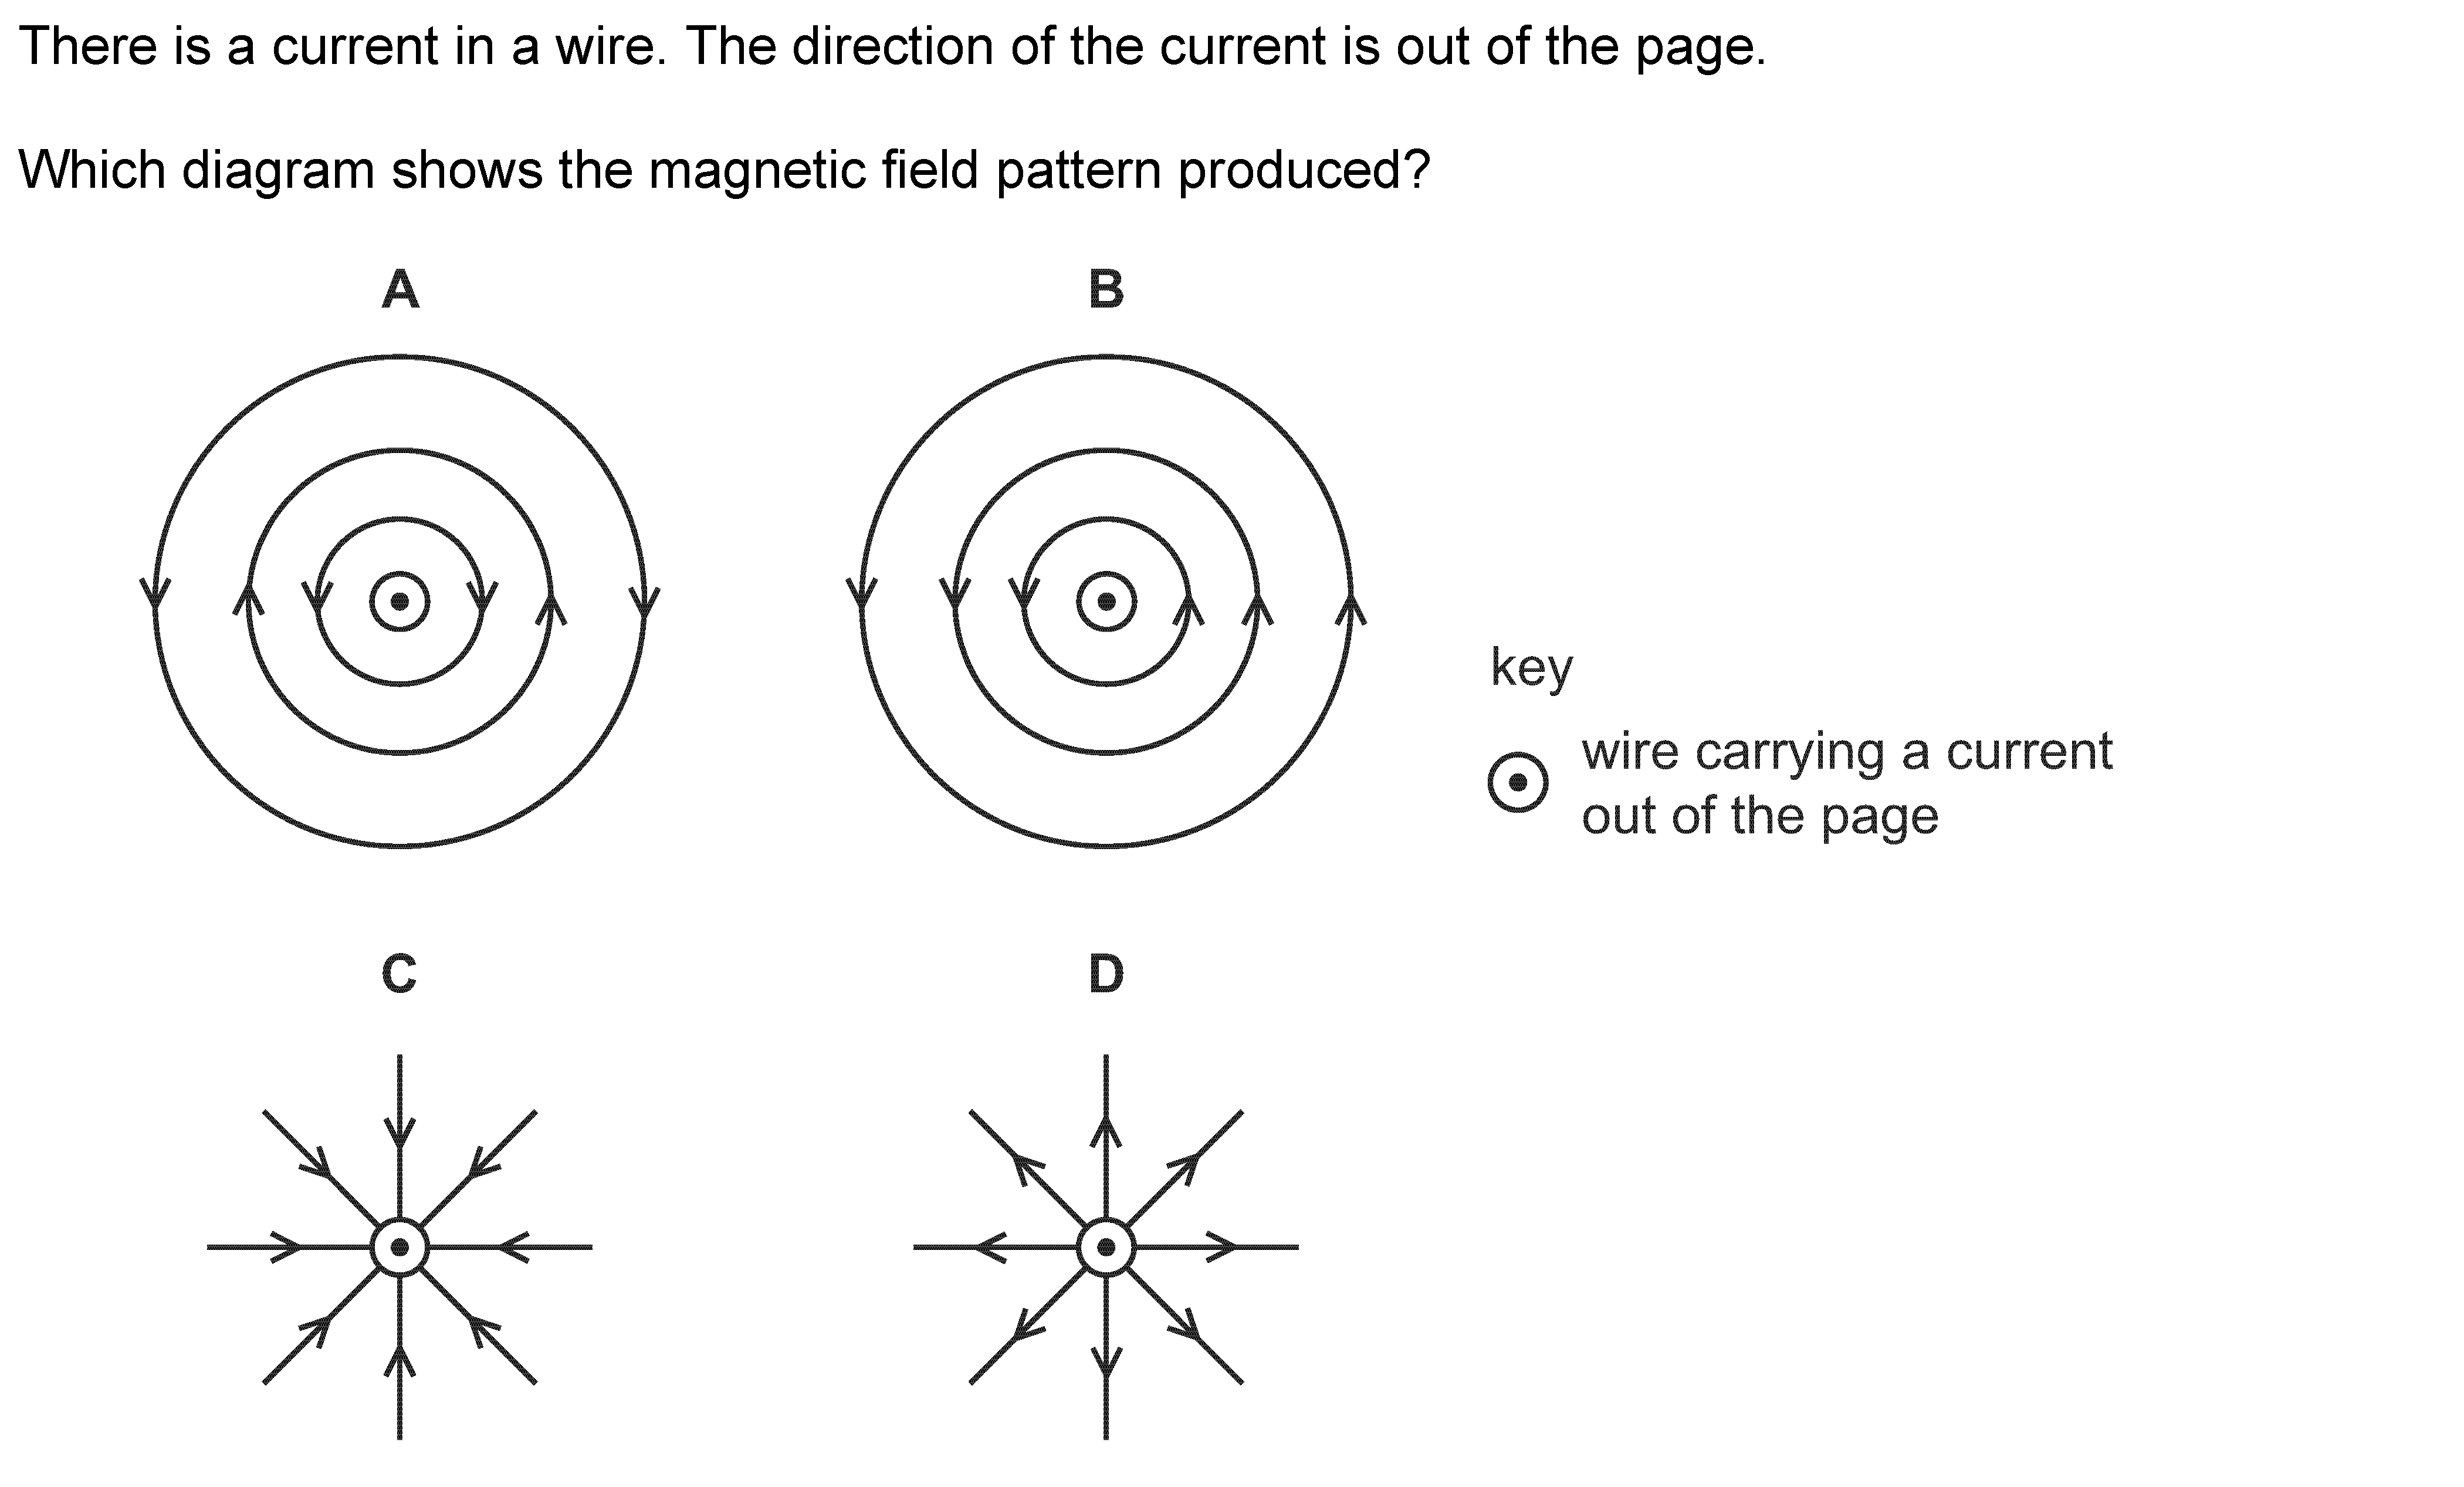 There is a current in a wire. The direction of the current is out of the page.
Which diagram shows the magnetic field pattern produced?
A
B
key
wire carrying a current
out of the page
C
D